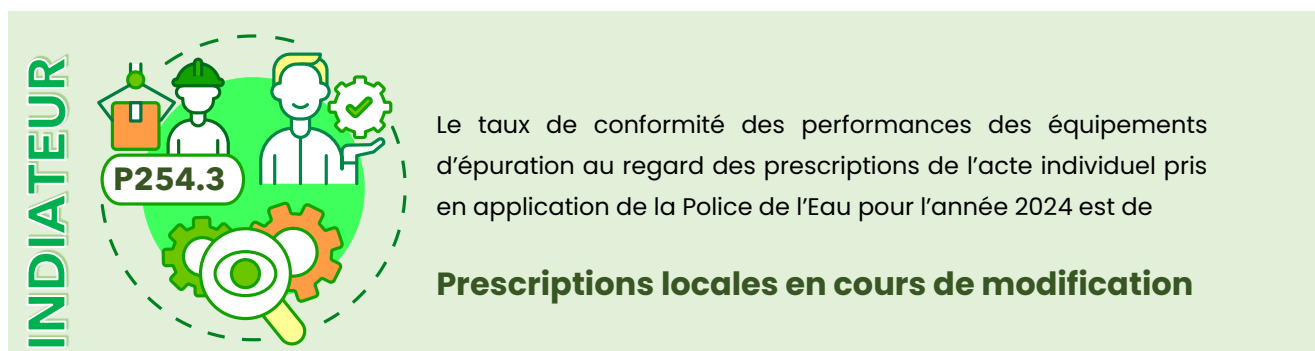 INDIATEUR
P254.3
Le taux de conformité des performances des équipements
d’épuration au regard des prescriptions de l’acte individuel pris
en application de la Police de l’Eau pour l’année 2024 est de
Prescriptions locales en cours de modification